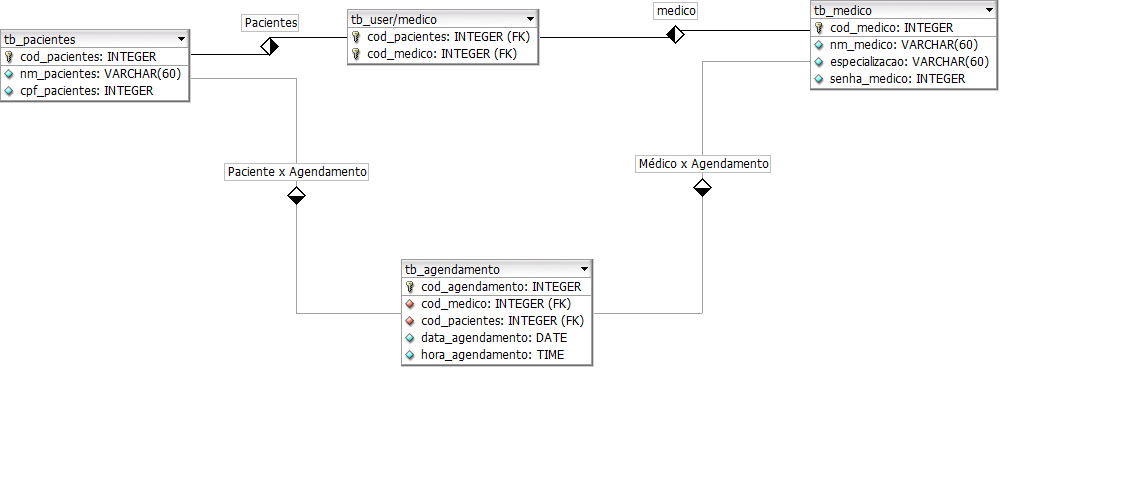 tb_pacientes
cod_pacientes: INTEGER
nm_pacientes: VARCHAR(60)
cpf_pacientes: INTEGER
Pacientes
tb_user/medico
cod_pacientes: INTEGER (FK)
cod_medico: INTEGER (FK)
medico
tb_medico
cod_medico: INTEGER
nm_medico: VARCHAR(60)
especializacao: VARCHAR(60)
senha_medico: INTEGER
Paciente x Agendamento
Médico x Agendamento
tb_agendamento
cod_agendamento: INTEGER
cod_medico: INTEGER (FK)
cod_pacientes: INTEGER (FK)
data_agendamento: DATE
hora_agendamento: TIME